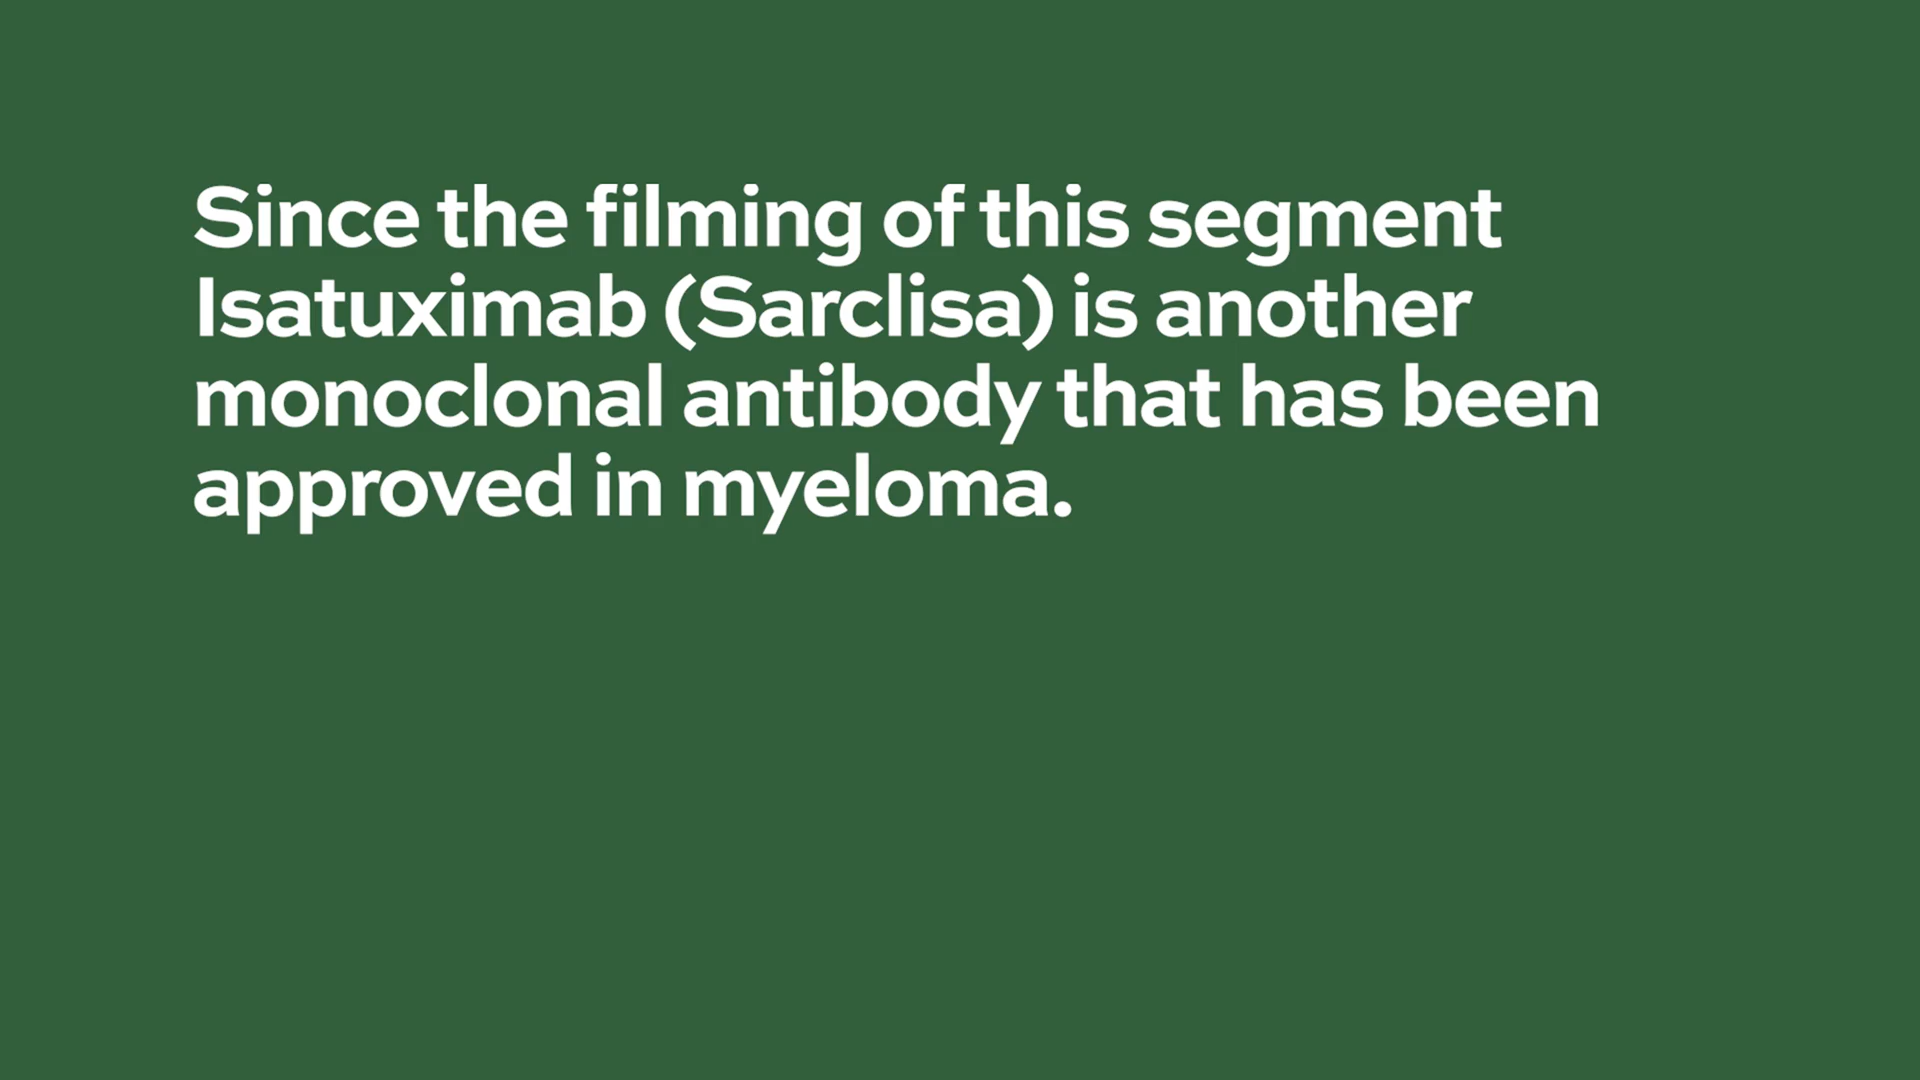 Since the filming of this segment
Isatuximab (Sarclisa) is another
monoclonal antibody that has been
approved in myeloma.